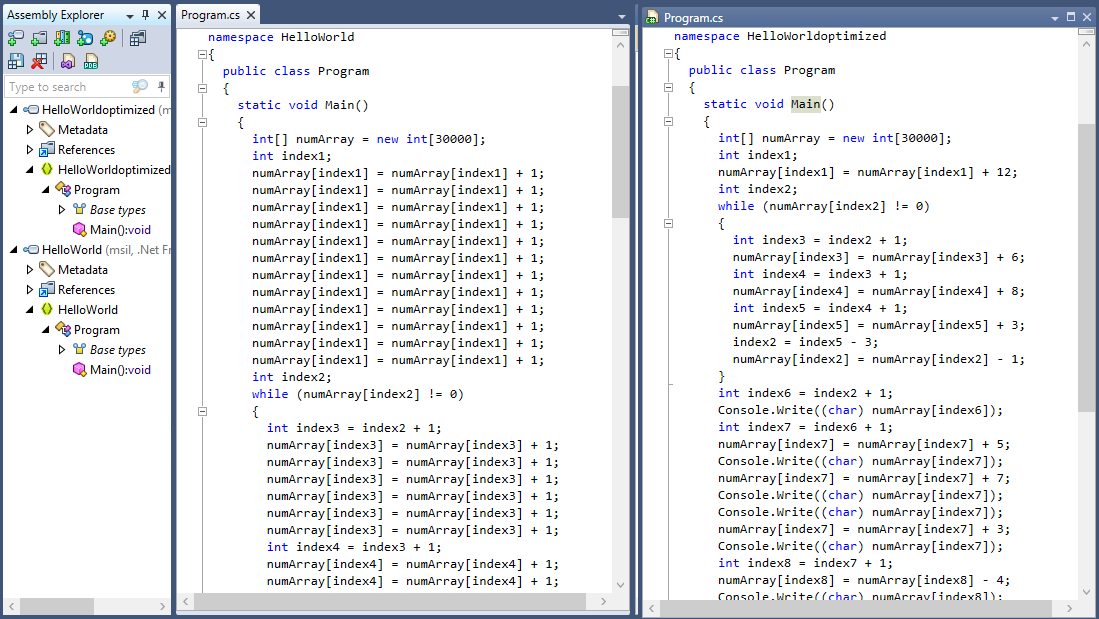 Assembly Explorer
Type to search
HelloWorldoptimized (m
Metadata
References
HelloWorldoptimized
Program
Base types
Main():void
HelloWorld (msil, .Net Fr
Metadata
References
HelloWorld
Program
Base types
Main():void
Program.cs
namespace HelloWorld
{
public class Program
{
static void Main()
{
int[] numArray = new int[30000];
int index1;
numArray[index1] = numArray[index1] + 1;
numArray[index1] = numArray[index1] + 1;
numArray[index1] = numArray[index1] + 1;
numArray[index1] = numArray[index1] + 1;
numArray[index1] = numArray[index1] + 1;
numArray[index1] = numArray[index1] + 1;
numArray[index1] = numArray[index1] + 1;
numArray[index1] = numArray[index1] + 1;
numArray[index1] = numArray[index1] + 1;
numArray[index1] = numArray[index1] + 1;
numArray[index1] = numArray[index1] + 1;
numArray[index1] = numArray[index1] + 1;
int index2;
while (numArray[index2] != 0)
{
int index3 = index2 + 1;
numArray[index3] = numArray[index3] + 1;
numArray[index3] = numArray[index3] + 1;
numArray[index3] = numArray[index3] + 1;
numArray[index3] = numArray[index3] + 1;
numArray[index3] = numArray[index3] + 1;
numArray[index3] = numArray[index3] + 1;
int index4 = index3 + 1;
numArray[index4] = numArray[index4] + 1;
numArray[index4] = numArray[index4] + 1;
Program.cs
namespace HelloWorldoptimized
{
public class Program
{
static void Main()
{
int[] numArray = new int[30000];
int index1;
numArray[index1] = numArray[index1] + 12;
int index2;
while (numArray[index2] != 0)
{
int index3 = index2 + 1;
numArray[index3] = numArray[index3] + 6;
int index4 = index3 + 1;
numArray[index4] = numArray[index4] + 8;
int index5 = index4 + 1;
numArray[index5] = numArray[index5] + 3;
index2 = index5 - 3;
numArray[index2] = numArray[index2] - 1;
}
int index6 = index2 + 1;
Console.Write((char) numArray[index6]);
int index7 = index6 + 1;
numArray[index7] = numArray[index7] + 5;
Console.Write((char) numArray[index7]);
numArray[index7] = numArray[index7] + 7;
Console.Write((char) numArray[index7]);
Console.Write((char) numArray[index7]);
numArray[index7] = numArray[index7] + 3;
Console.Write((char) numArray[index7]);
int index8 = index7 + 1;
numArray[index8] = numArray[index8] - 4;
Console.Write((char) numArray[index8]);